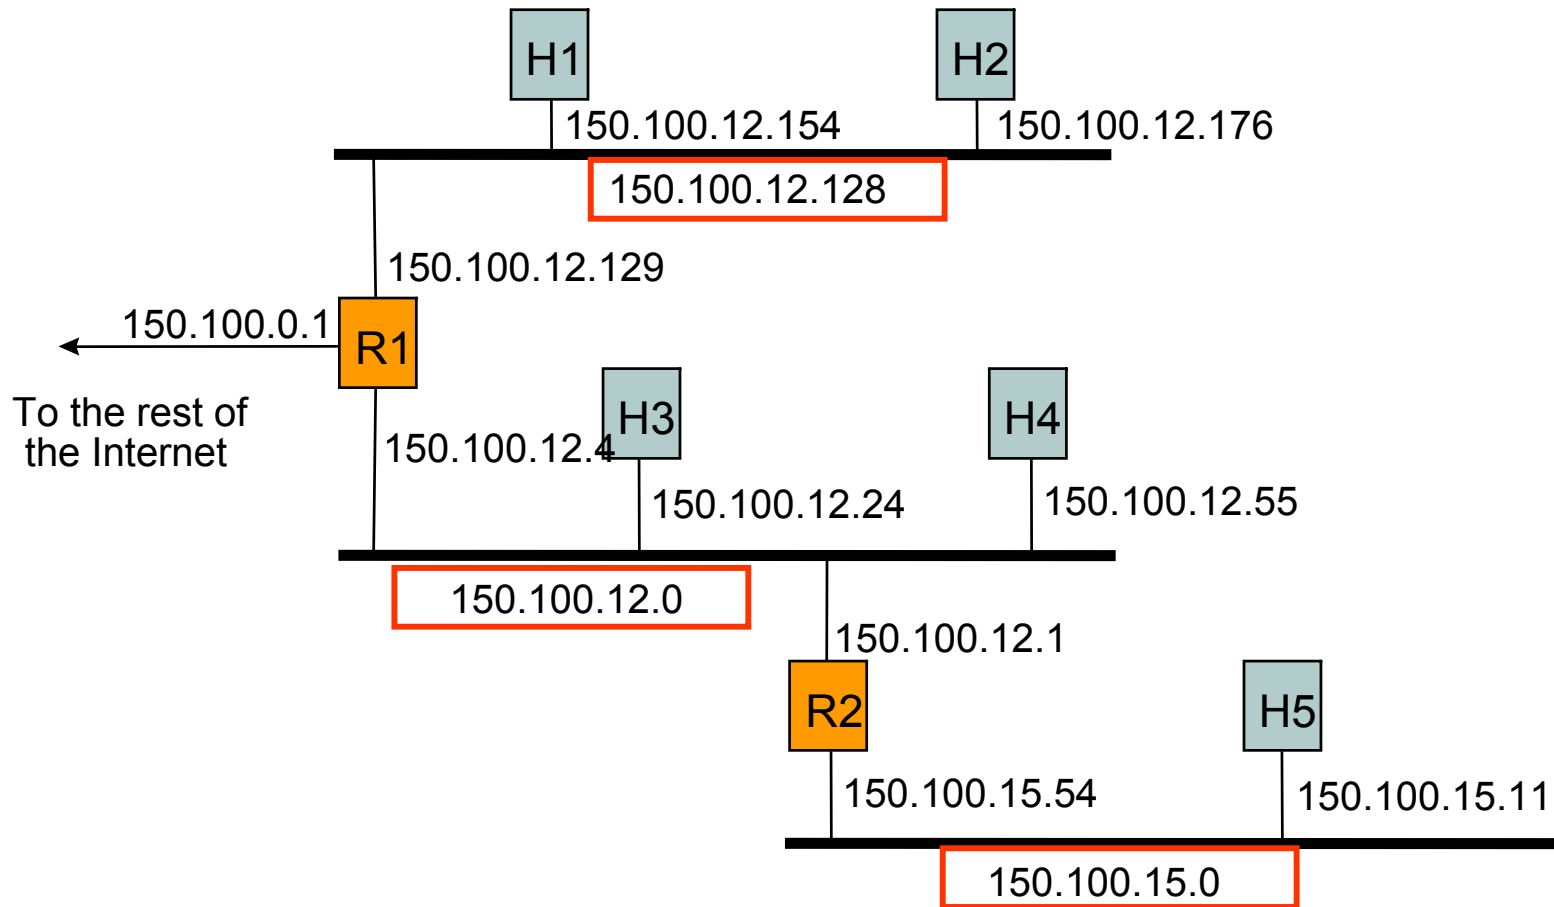 H1
H2
150.100.12.154
150.100.12.176
150.100.12.128
150.100.12.129
150.100.0.1
R1
To the rest of
the Internet
150.100.12.4
H3
H4
150.100.12.24
150.100.12.55
150.100.12.0
150.100.12.1
R2
H5
150.100.15.54
150.100.15.11
150.100.15.0